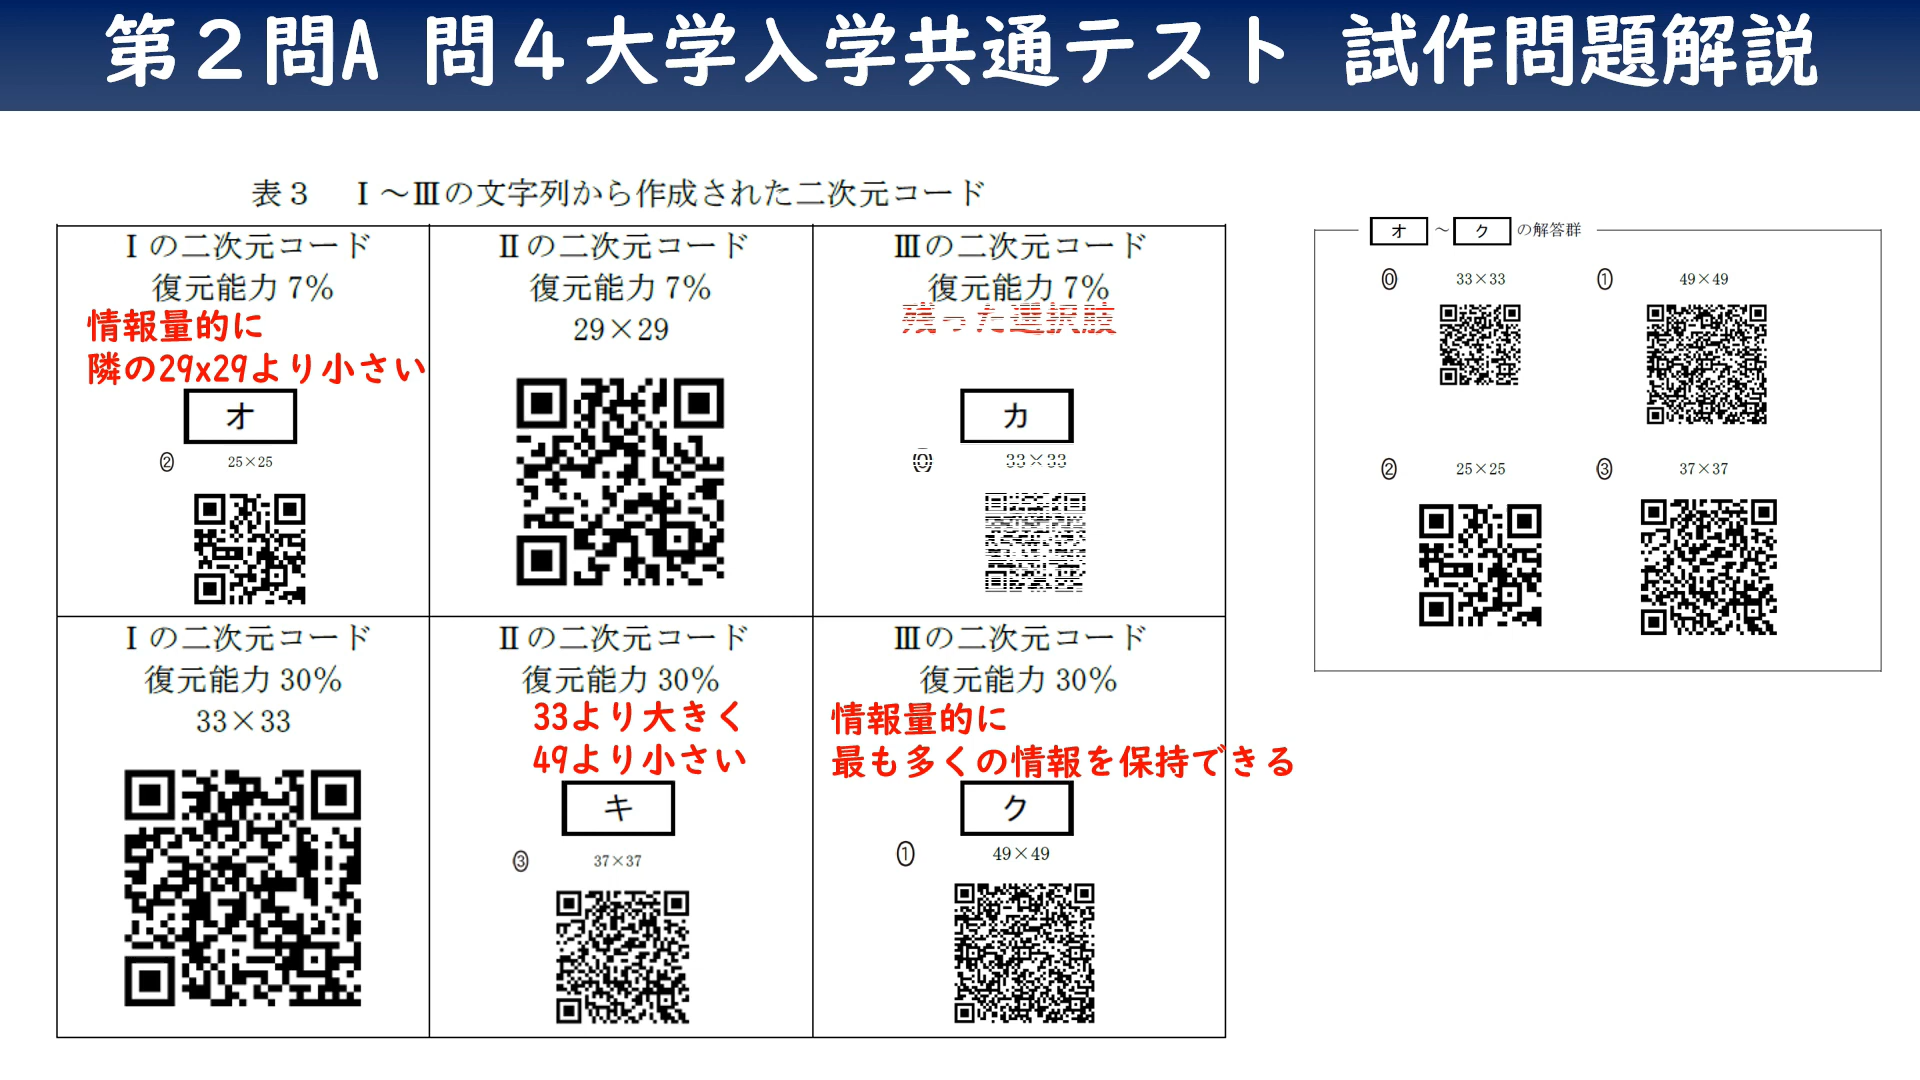 第２問A 問４大学入学共通テスト 試作問題解説
表３　Ⅰ～Ⅲの文字列から作成された二次元コード
Ⅰの二次元コード
復元能力 7%
情報量的に
隣の29x29より小さい
オ
② 25×25
Ⅱの二次元コード
復元能力 7%
29×29
Ⅲの二次元コード
復元能力 7%
残った選択肢
カ
⓪ 33×33
Ⅰの二次元コード
復元能力 30%
33×33
Ⅱの二次元コード
復元能力 30%
33より大きく
49より小さい
キ
③ 37×37
Ⅲの二次元コード
復元能力 30%
情報量的に
最も多くの情報を保持できる
ク
① 49×49
オ ～ ク の解答群
⓪ 33×33
① 49×49
② 25×25
③ 37×37